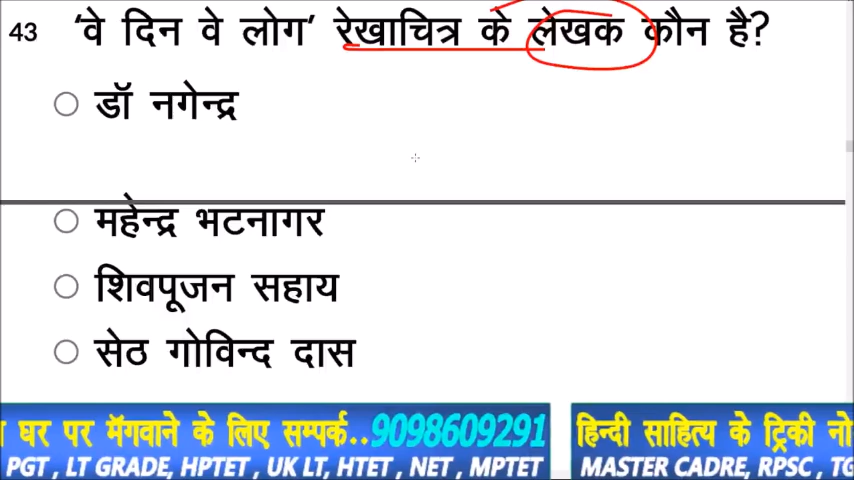 43 'वे दिन वे लोग' रेखाचित्र के लेखक कौन है?
डॉ नगेन्द्र
महेन्द्र भटनागर
शिवपूजन सहाय
सेठ गोविन्द दास
घर पर मॅगवाने के लिए सम्पर्क..9098609291
हिन्दी साहित्य के ट्रिकी नो
PGT , LT GRADE, HPTET , UK LT, HTET , NET , MPTET
MASTER CADRE, RPSC , TG